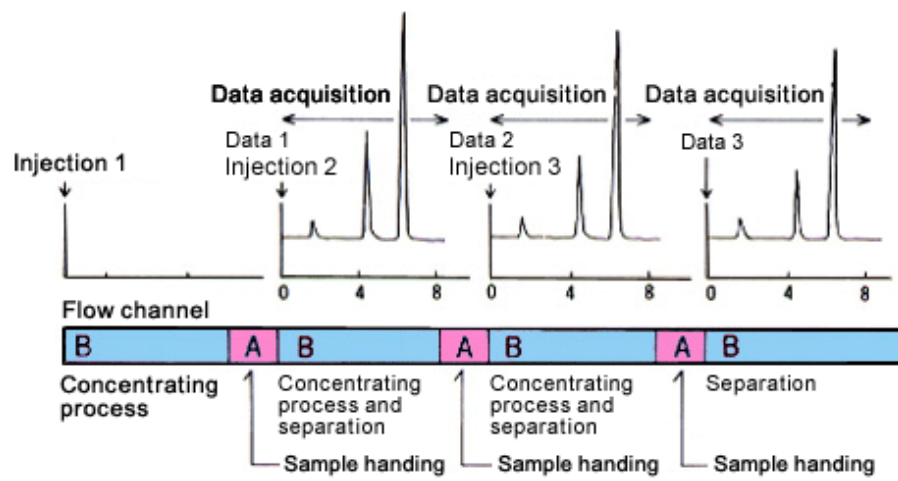 Data acquisition Data acquisition Data acquisition
Data 1 Data 2 Data 3
Injection 1 Injection 2 Injection 3
0 4 8 0 4 8 0 4 8
Flow channel
B A B A B A B
Concentrating process
Concentrating process and separation
Concentrating process and separation
Separation
Sample handing Sample handing Sample handing